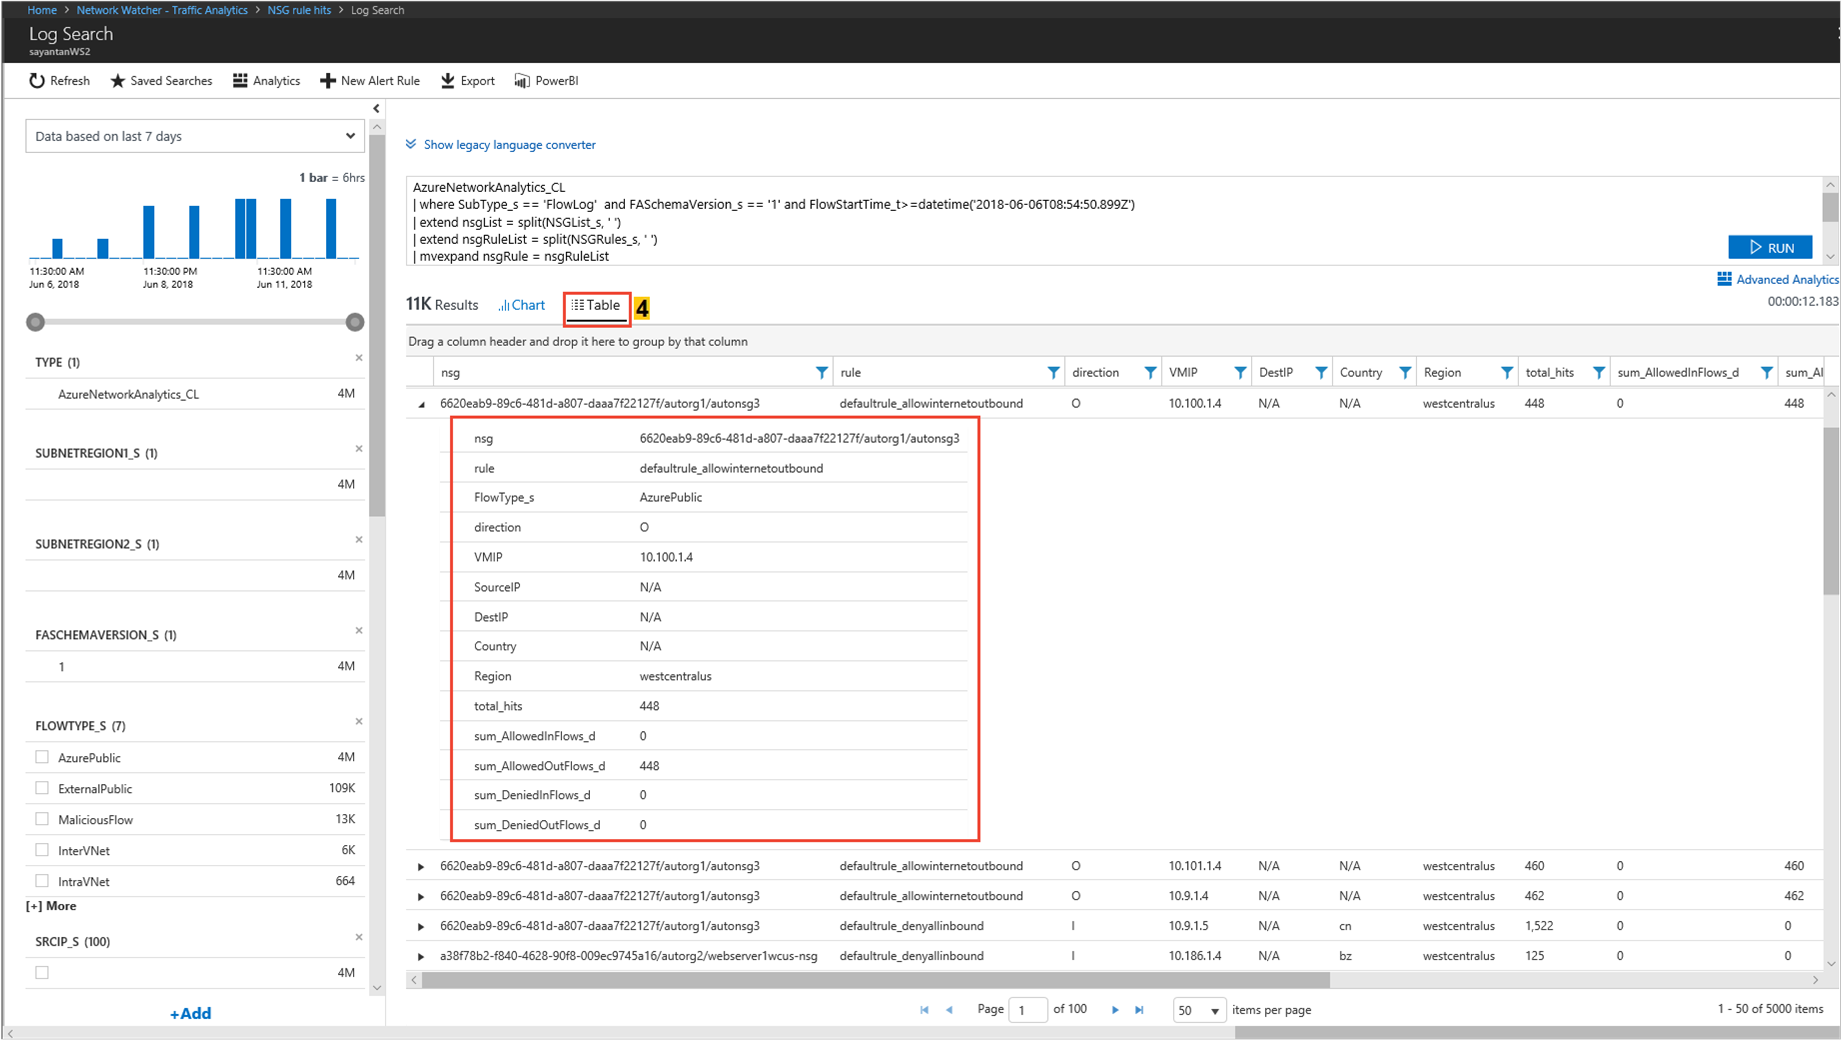 Home > Network Watcher - Traffic Analytics > NSG rule hits > Log Search
Log Search
sayantanWS2
Refresh Saved Searches Analytics New Alert Rule Export PowerBI
Data based on last 7 days
1 bar = 6hrs
11:30:00 AM 11:30:00 PM 11:30:00 AM
Jun 6, 2018 Jun 8, 2018 Jun 11, 2018
TYPE (1)
AzureNetworkAnalytics_CL 4M
SUBNETREGION1_S (1)
4M
SUBNETREGION2_S (1)
4M
FASCHEMAVERSION_S (1)
1 4M
FLOWTYPE_S (7)
AzurePublic 4M
ExternalPublic 109K
MaliciousFlow 13K
InterVNet 6K
IntraVNet 664
[+] More
SRCIP_S (100)
4M
+Add
Show legacy language converter
AzureNetworkAnalytics_CL
| where SubType_s == 'FlowLog' and FASchemaVersion_s == '1' and FlowStartTime_t>=datetime('2018-06-06T08:54:50.899Z')
| extend nsgList = split(NSGList_s, ' ')
| extend nsgRuleList = split(NSGRules_s, ' ')
| mvexpand nsgRule = nsgRuleList
RUN
Advanced Analytics
11K Results Chart Table 4
00:00:12.183
Drag a column header and drop it here to group by that column
nsg rule direction VMIP DestIP Country Region total_hits sum_AllowedInFlows_d sum_Al
6620eab9-89c6-481d-a807-daaa7f22127f/autorg1/autonsg3 defaultrule_allowinternetoutbound O 10.100.1.4 N/A N/A westcentralus 448 0 448
nsg 6620eab9-89c6-481d-a807-daaa7f22127f/autorg1/autonsg3
rule defaultrule_allowinternetoutbound
FlowType_s AzurePublic
direction O
VMIP 10.100.1.4
SourceIP N/A
DestIP N/A
Country N/A
Region westcentralus
total_hits 448
sum_AllowedInFlows_d 0
sum_AllowedOutFlows_d 448
sum_DeniedInFlows_d 0
sum_DeniedOutFlows_d 0
6620eab9-89c6-481d-a807-daaa7f22127f/autorg1/autonsg3 defaultrule_allowinternetoutbound O 10.101.1.4 N/A N/A westcentralus 460 0 460
6620eab9-89c6-481d-a807-daaa7f22127f/autorg1/autonsg3 defaultrule_allowinternetoutbound O 10.9.1.4 N/A N/A westcentralus 462 0 462
6620eab9-89c6-481d-a807-daaa7f22127f/autorg1/autonsg3 defaultrule_denyallinbound I 10.9.1.5 N/A cn westcentralus 1,522 0 0
a38f78b2-f840-4628-90f8-009ec9745a16/autorg2/webserver1wcus-nsg defaultrule_denyallinbound I 10.186.1.4 N/A bz westcentralus 125 0 0
Page 1 of 100 50 items per page 1 - 50 of 5000 items